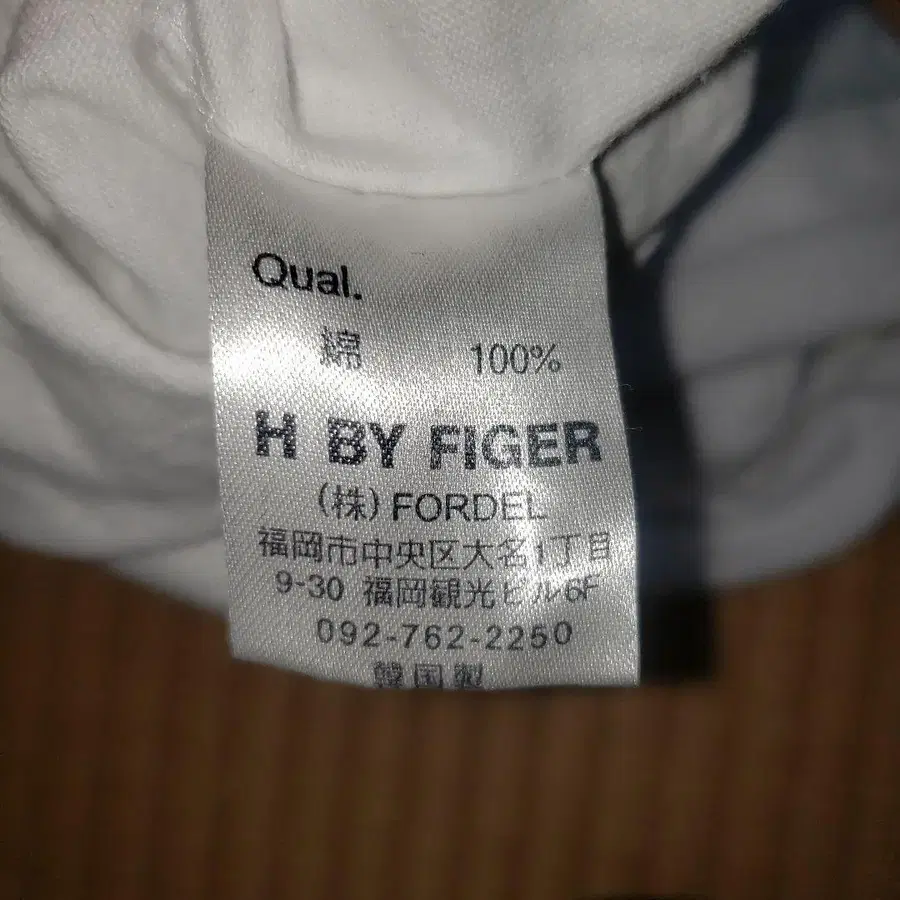 Qual.
綿 100%
H BY FIGER
(株) FORDEL
福岡市中央区大名1丁目
9-30 福岡観光ビル6F
092-762-2250
韓国製